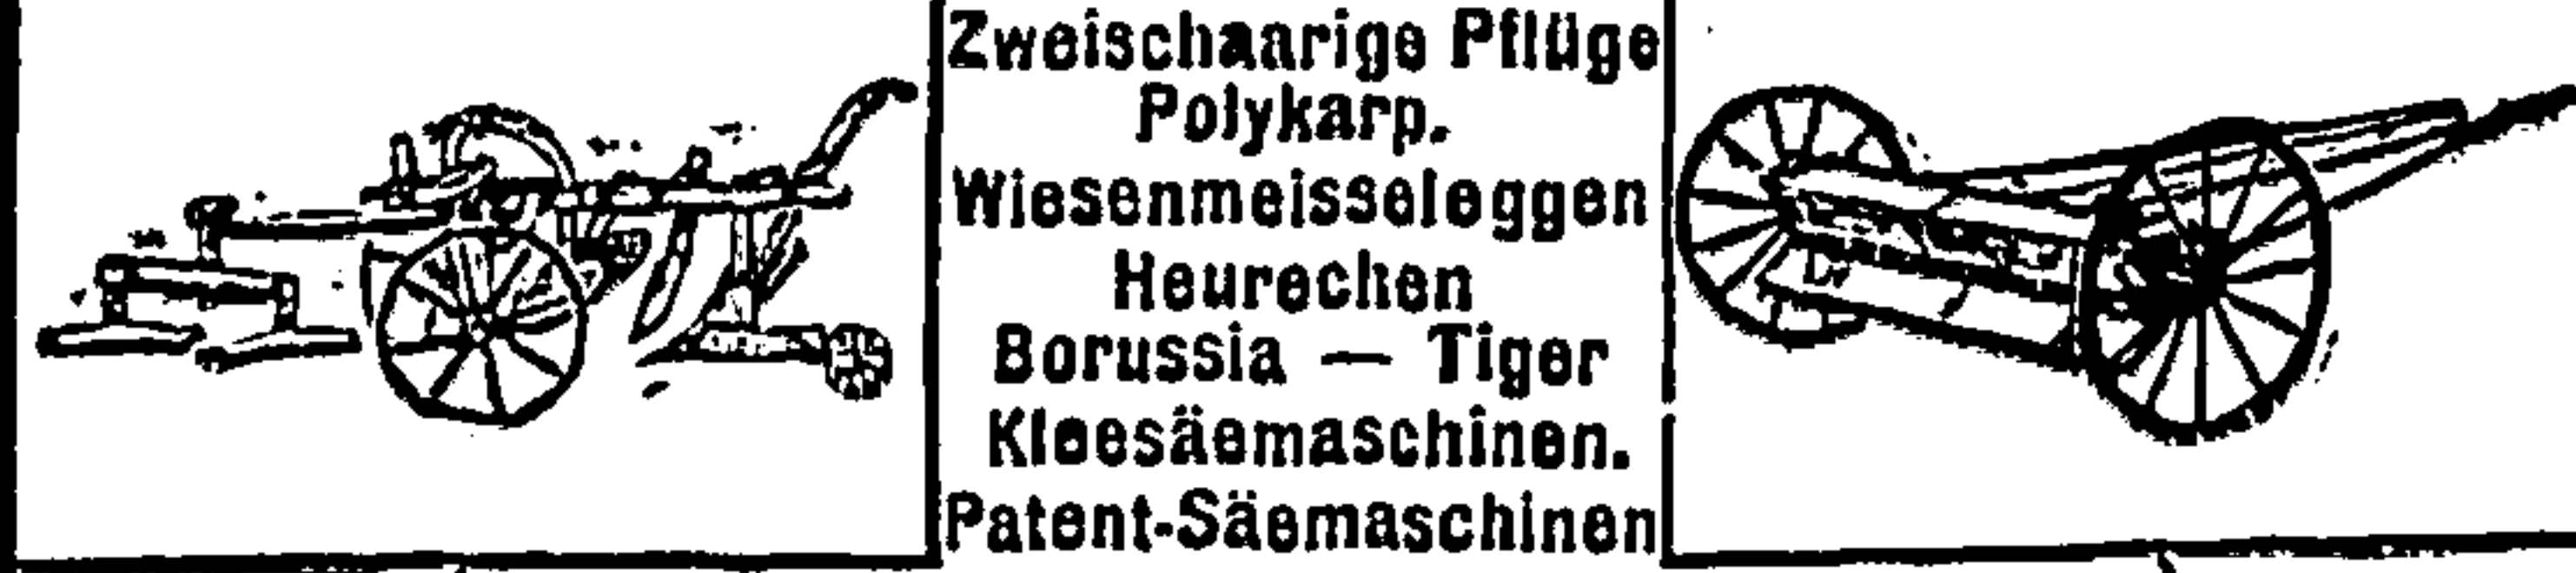 Zweischaarige Pflüge
Polykarp.
Wiesenmeisseleggen
Heurechen
Borussia — Tiger
Kleesäemaschinen.
Patent-Säemaschinen